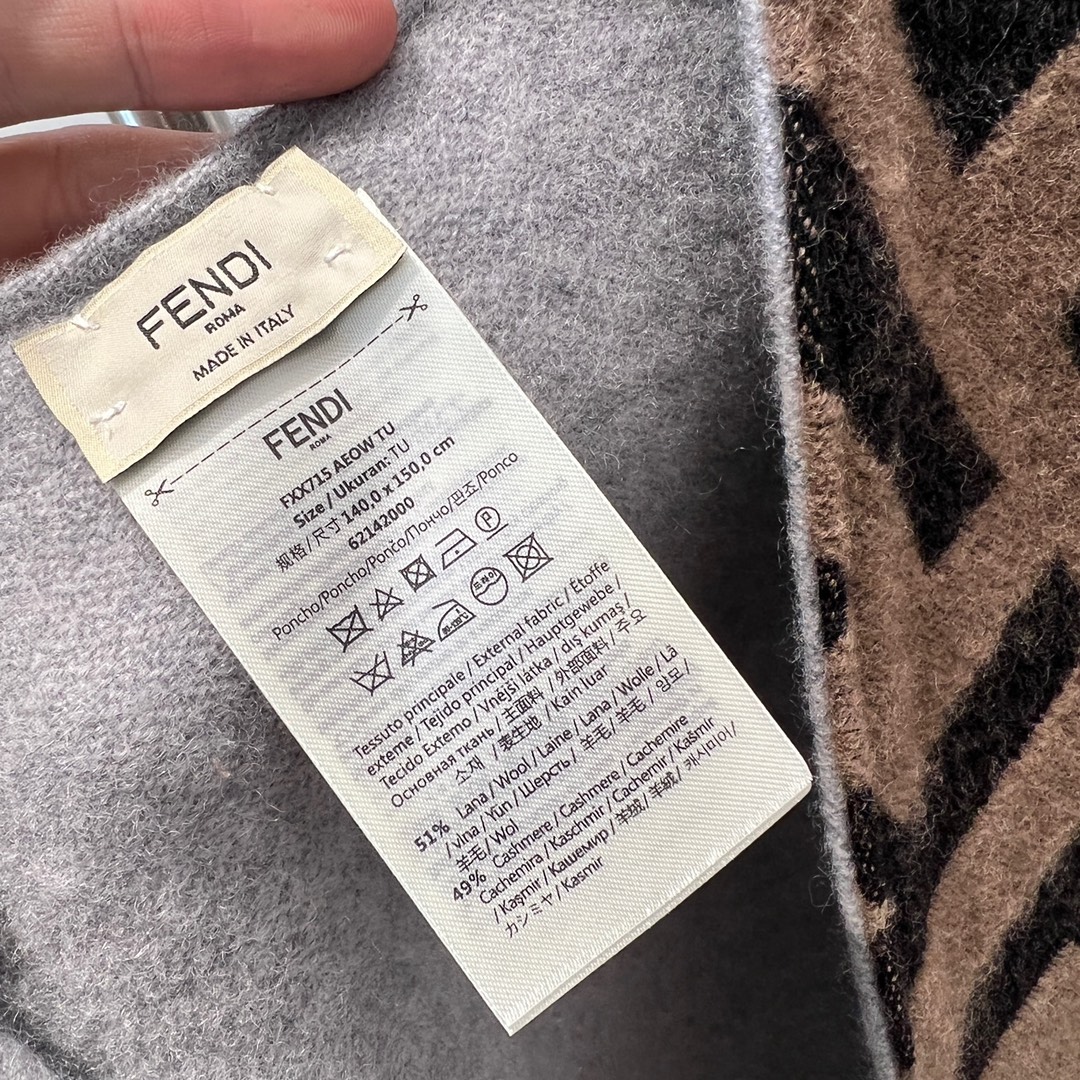 FENDI
ROMA
MADE IN ITALY
FENDI
ROMA
FXX715 AEOW TU
Size / Ukuran: TU
规格/尺寸 140,0 x 150,0 cm
62142000
Poncho/Poncho/Pončo/Пончо/판초/Ponco
P
Tessuto principale / External fabric / Etoffe
externe / Tejido principal / Hauptgewebe /
Tecido Externo / Vnější látka / dış kumaş /
Основная ткань / 主面料 / 外部面料 / 주요
소재 / 表生地 / Kain luar
51% Lana / Wool / Laine / Lana / Wolle / Lã
/ vlna / Yün / Шерсть / 羊毛 / 羊毛 / 양모 /
羊毛/ Wol
49% Cashmere / Cashmere / Cachemire
Cachemira / Kaschmir / Cachemir / Kašmir
/ Kaşmir / Кашемир / 羊绒/ 羊絨/ 캐시미어/
カシミヤ / Kasmir